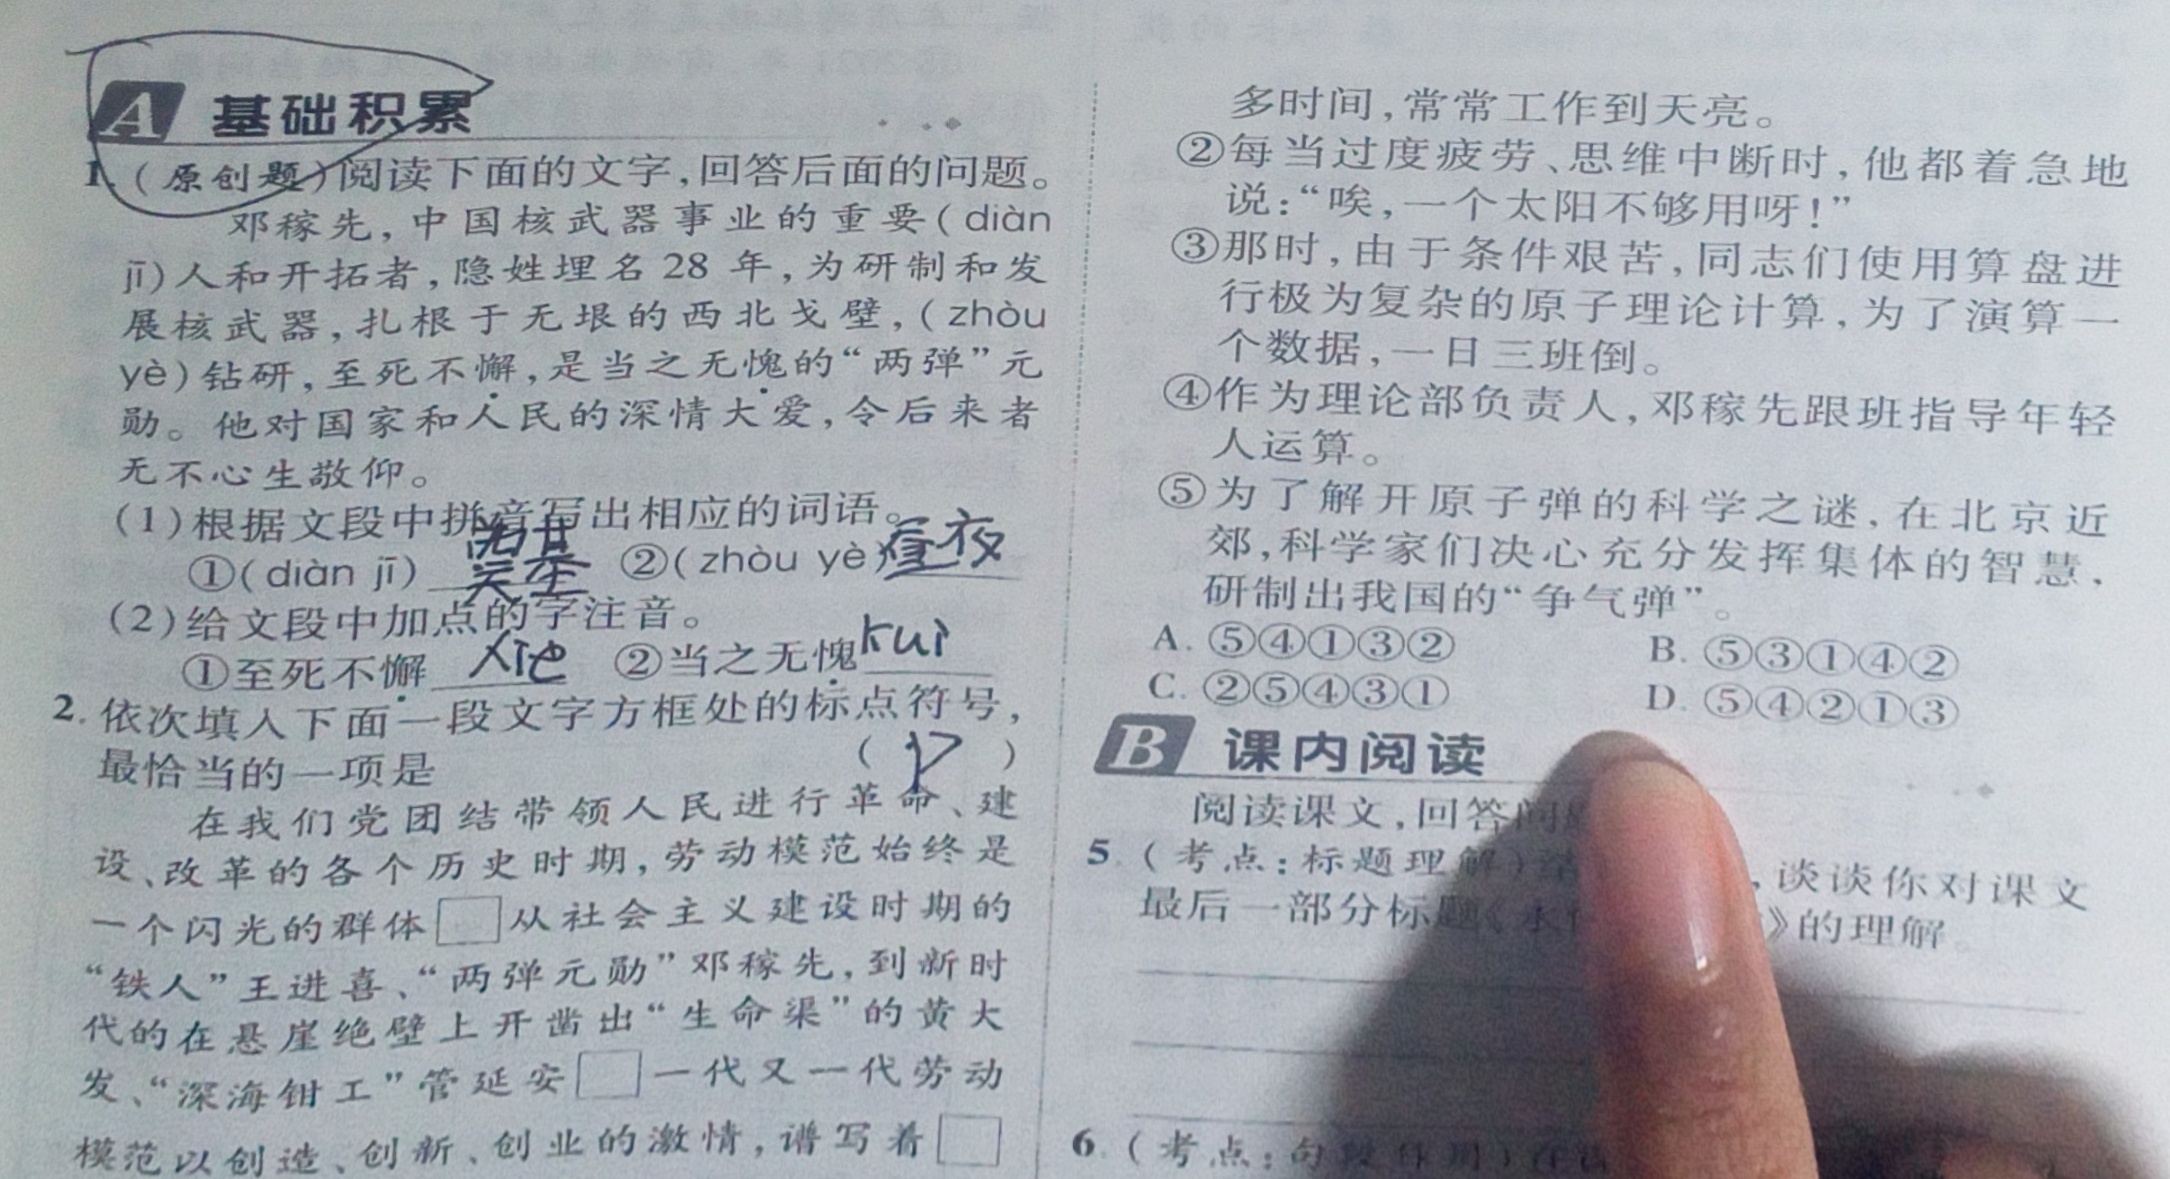 A 基础积累
1.(原创题)阅读下面的文字,回答后面的问题。
邓稼先,中国核武器事业的重要(diàn
jī)人和开拓者,隐姓埋名 28 年,为研制和发
展核武器,扎根于无垠的西北戈壁,(zhòu
yè)钻研,至死不懈,是当之无愧的“两弹”元
勋。他对国家和人民的深情大爱,令后来者
无不心生敬仰。
(1)根据文段中拼音写出相应的词语。
①(diàn jī) 奠基 ②(zhòu yè) 昼夜
(2)给文段中加点的字注音。
①至死不懈 xiè ②当之无愧 kuì
2.依次填入下面一段文字方框处的标点符号,
最恰当的一项是 ( )
在我们党团结带领人民进行革命、建
设、改革的各个历史时期,劳动模范始终是
一个闪光的群体□从社会主义建设时期的
“铁人”王进喜、“两弹元勋”邓稼先,到新时
代的在悬崖绝壁上开凿出“生命渠”的黄大
发、“深海钳工”管延安□一代又一代劳动
模范以创造、创新、创业的激情,谱写着□
多时间,常常工作到天亮。
②每当过度疲劳、思维中断时,他都着急地
说:“唉,一个太阳不够用呀!”
③那时,由于条件艰苦,同志们使用算盘进
行极为复杂的原子理论计算,为了演算一
个数据,一日三班倒。
④作为理论部负责人,邓稼先跟班指导年轻
人运算。
⑤为了解开原子弹的科学之谜,在北京近
郊,科学家们决心充分发挥集体的智慧,
研制出我国的“争气弹”。
A. ⑤④①③② B. ⑤③①④②
C. ②⑤④③① D. ⑤④②①③
B 课内阅读
阅读课文,回答问
5.(考点:标题理解) ,谈谈你对课文
最后一部分标题《 》的理解。
6.(考点:句段作用)